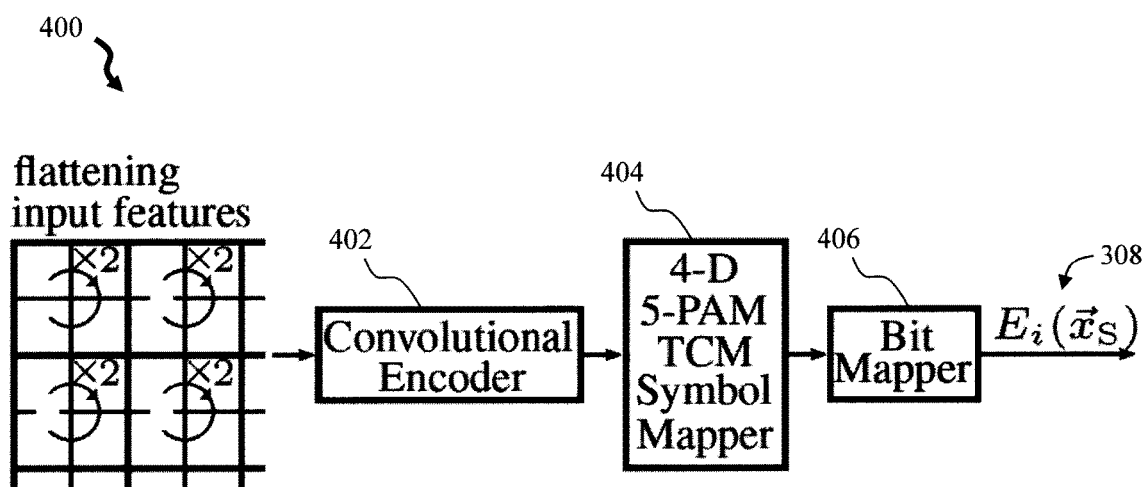 400
flattening
input features
×2 ×2
×2 ×2
402
Convolutional
Encoder
404
4-D
5-PAM
TCM
Symbol
Mapper
406
Bit
Mapper
308
E_i(\vec{x}_S)